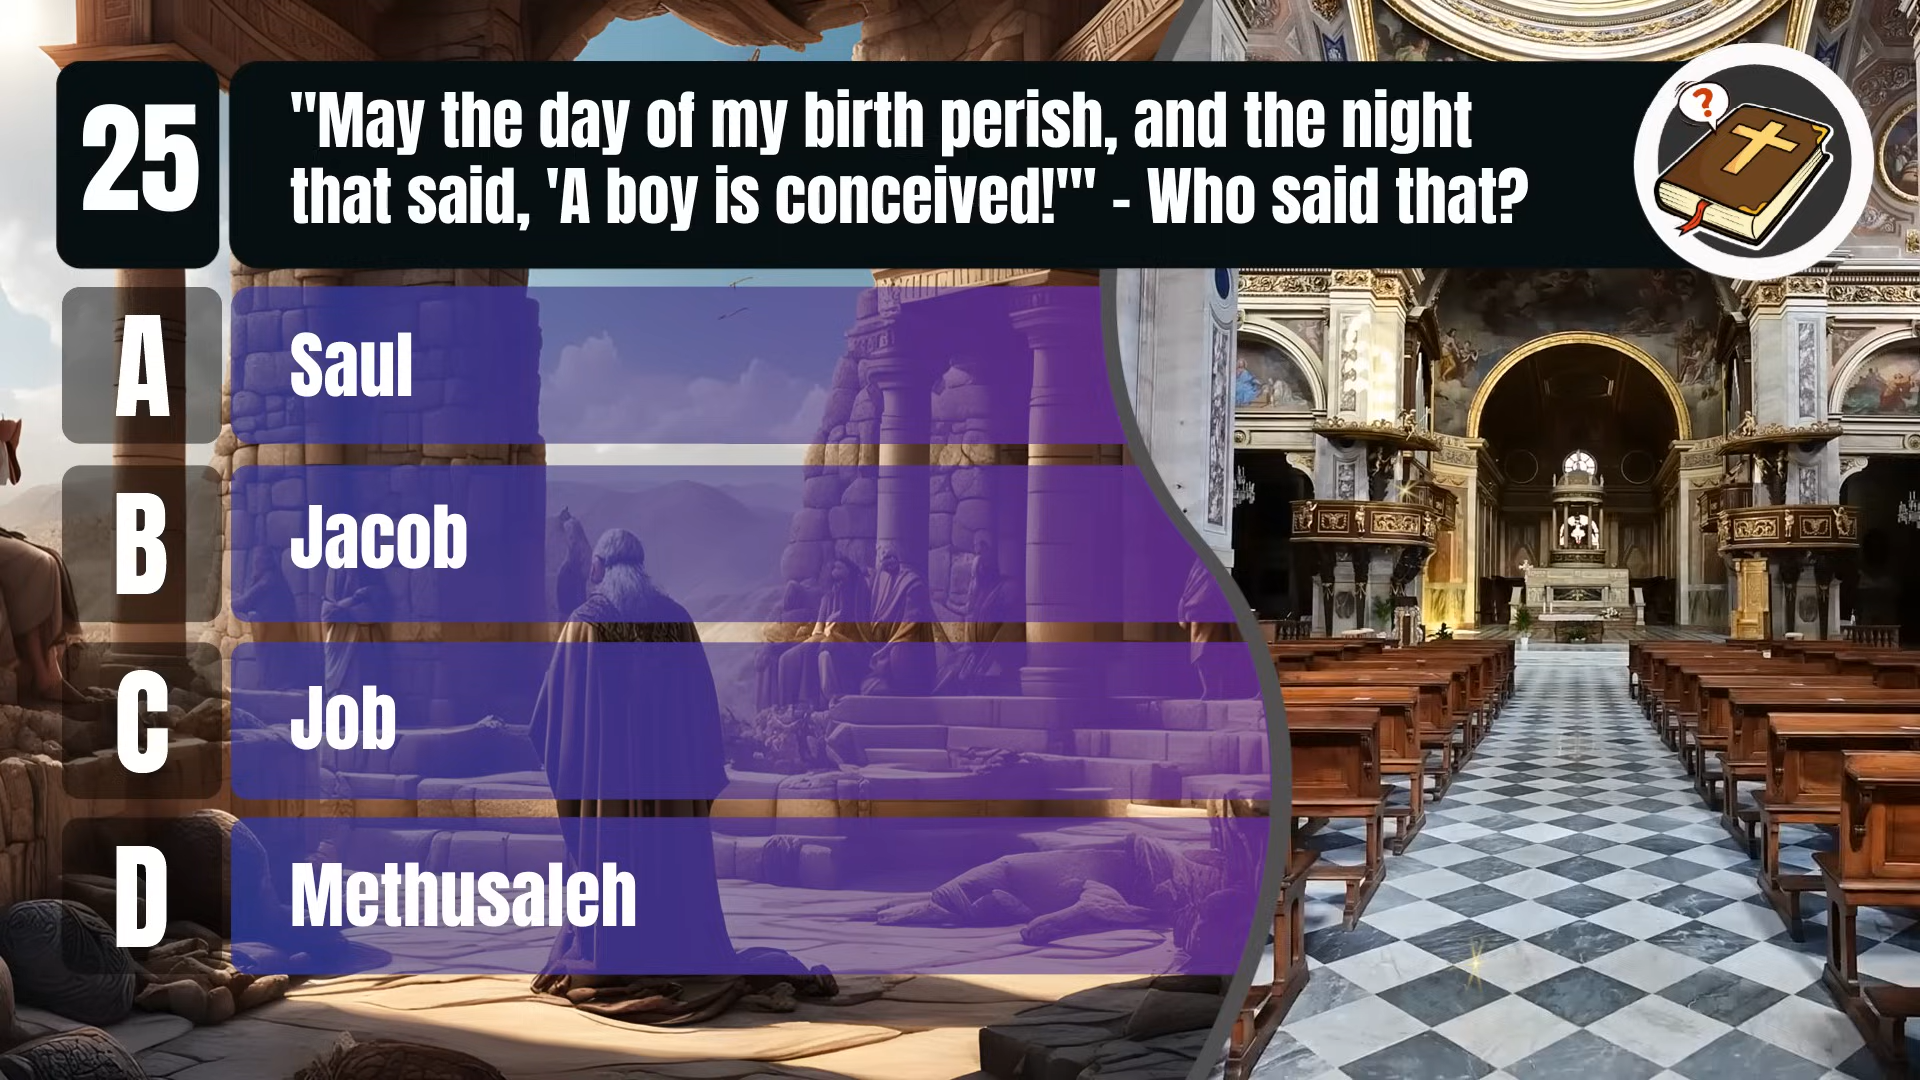 25
"May the day of my birth perish, and the night
that said, 'A boy is conceived!'" - Who said that?
?
A
Saul
B
Jacob
C
Job
D
Methusaleh